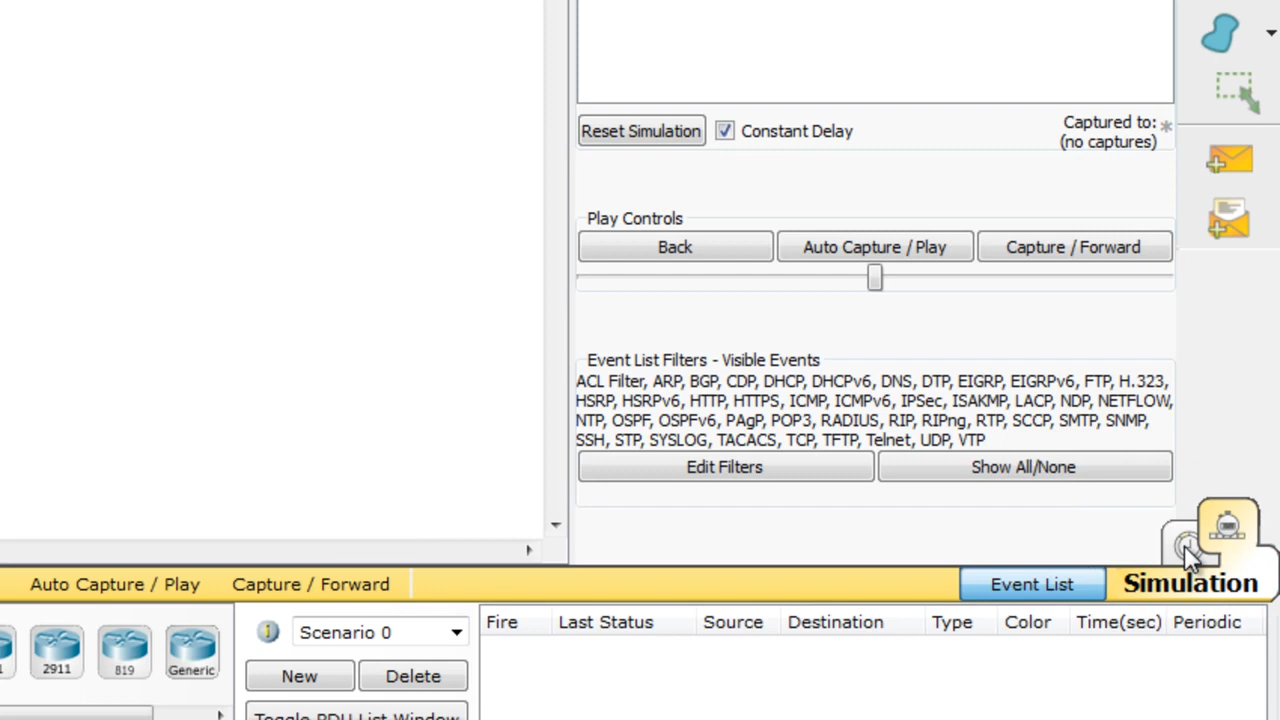 Reset Simulation
Constant Delay
Captured to:
(no captures)
Play Controls
Back
Auto Capture / Play
Capture / Forward
Event List Filters - Visible Events
ACL Filter, ARP, BGP, CDP, DHCP, DHCPv6, DNS, DTP, EIGRP, EIGRPv6, FTP, H.323,
HSRP, HSRPv6, HTTP, HTTPS, ICMP, ICMPv6, IPSec, ISAKMP, LACP, NDP, NETFLOW,
NTP, OSPF, OSPFv6, PAgP, POP3, RADIUS, RIP, RIPng, RTP, SCCP, SMTP, SNMP,
SSH, STP, SYSLOG, TACACS, TCP, TFTP, Telnet, UDP, VTP
Edit Filters
Show All/None
Auto Capture / Play
Capture / Forward
Event List
Simulation
2911
819
Generic
Scenario 0
New
Delete
Toggle PDU List Window
Fire
Last Status
Source
Destination
Type
Color
Time(sec)
Periodic